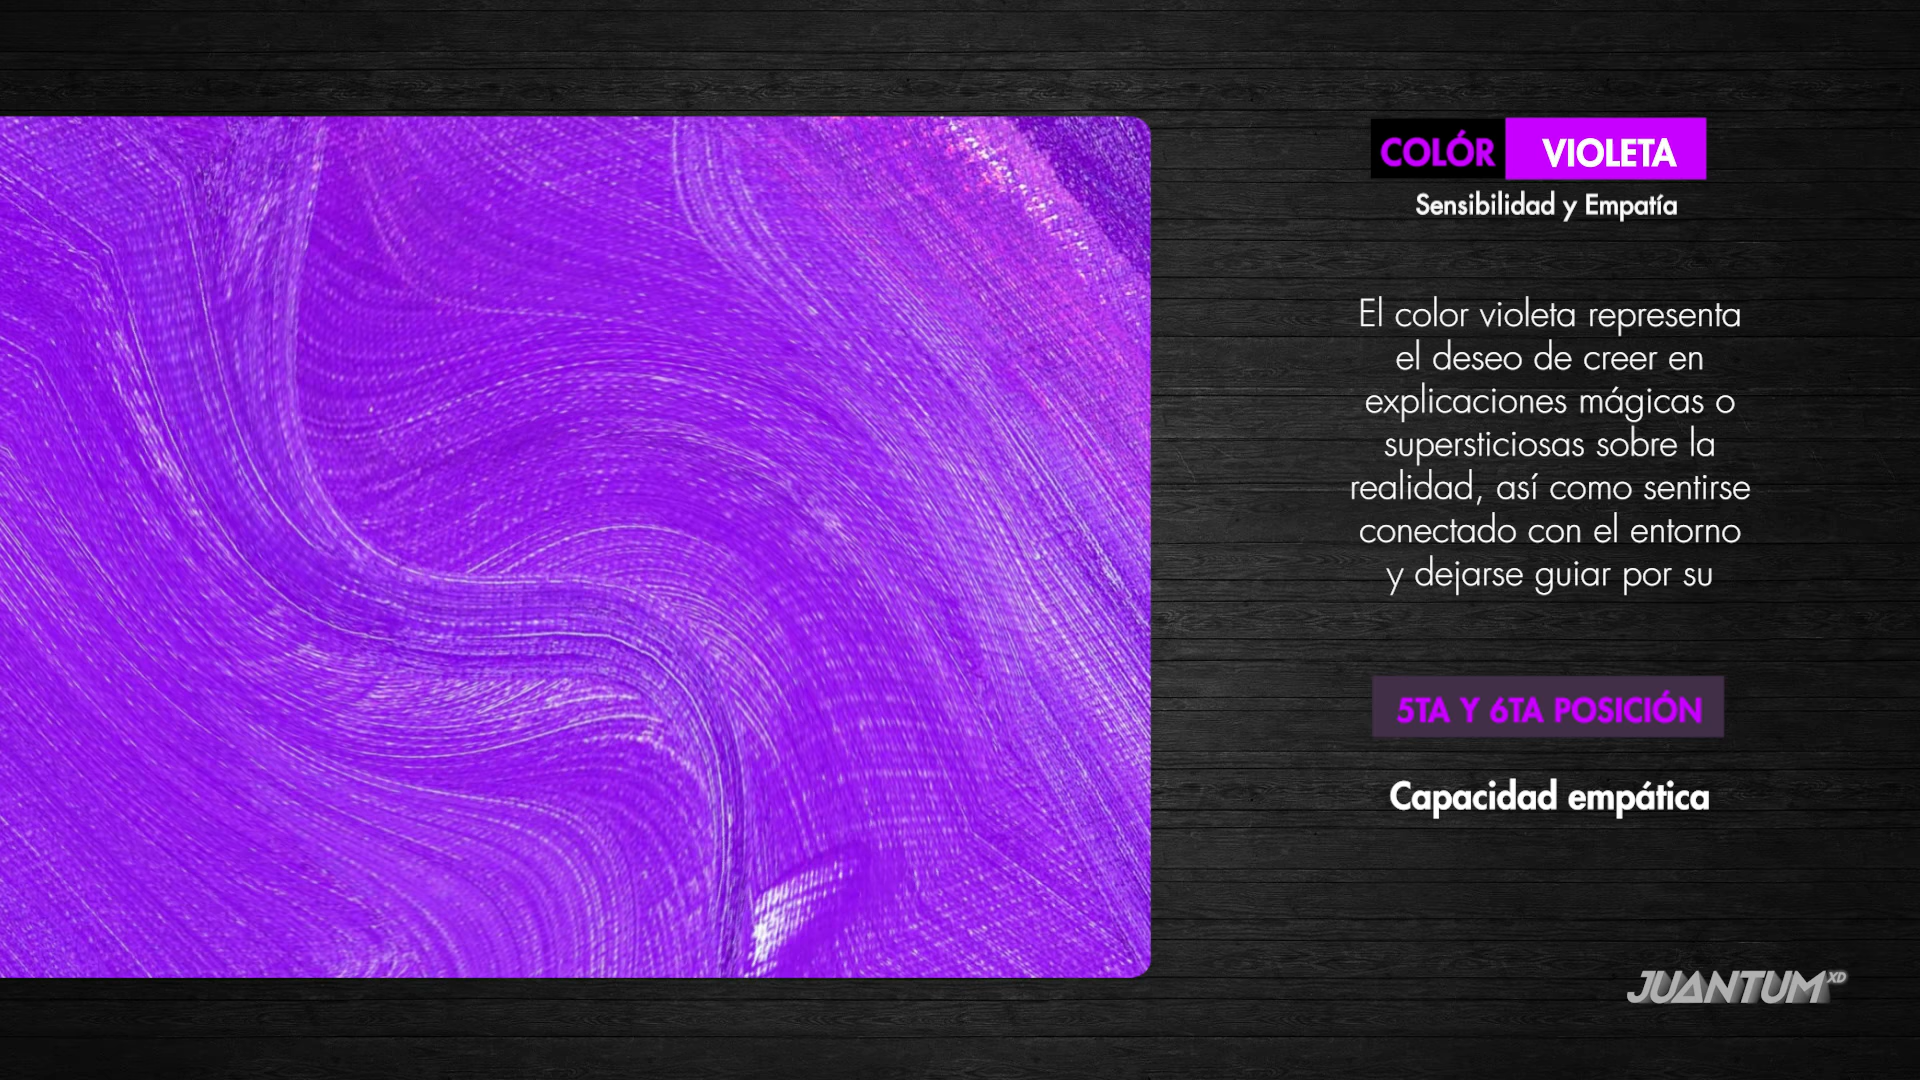 COLÓR VIOLETA
Sensibilidad y Empatía
El color violeta representa
el deseo de creer en
explicaciones mágicas o
supersticiosas sobre la
realidad, así como sentirse
conectado con el entorno
y dejarse guiar por su
5TA Y 6TA POSICIÓN
Capacidad empática
JUANTUM XD